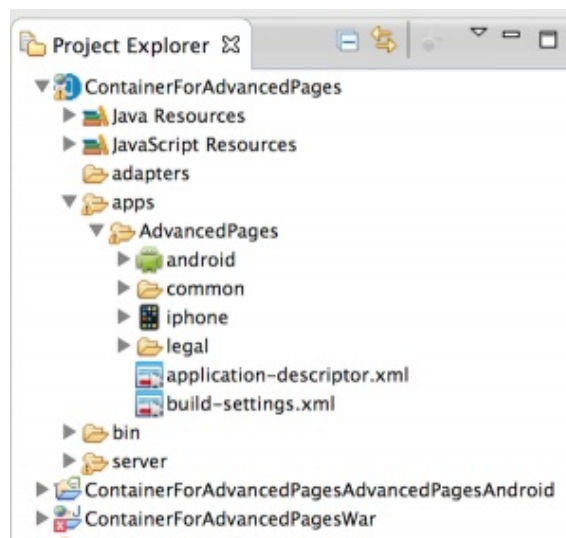 Project Explorer
ContainerForAdvancedPages
Java Resources
JavaScript Resources
adapters
apps
AdvancedPages
android
common
iphone
legal
application-descriptor.xml
build-settings.xml
bin
server
ContainerForAdvancedPagesAdvancedPagesAndroid
ContainerForAdvancedPagesWar